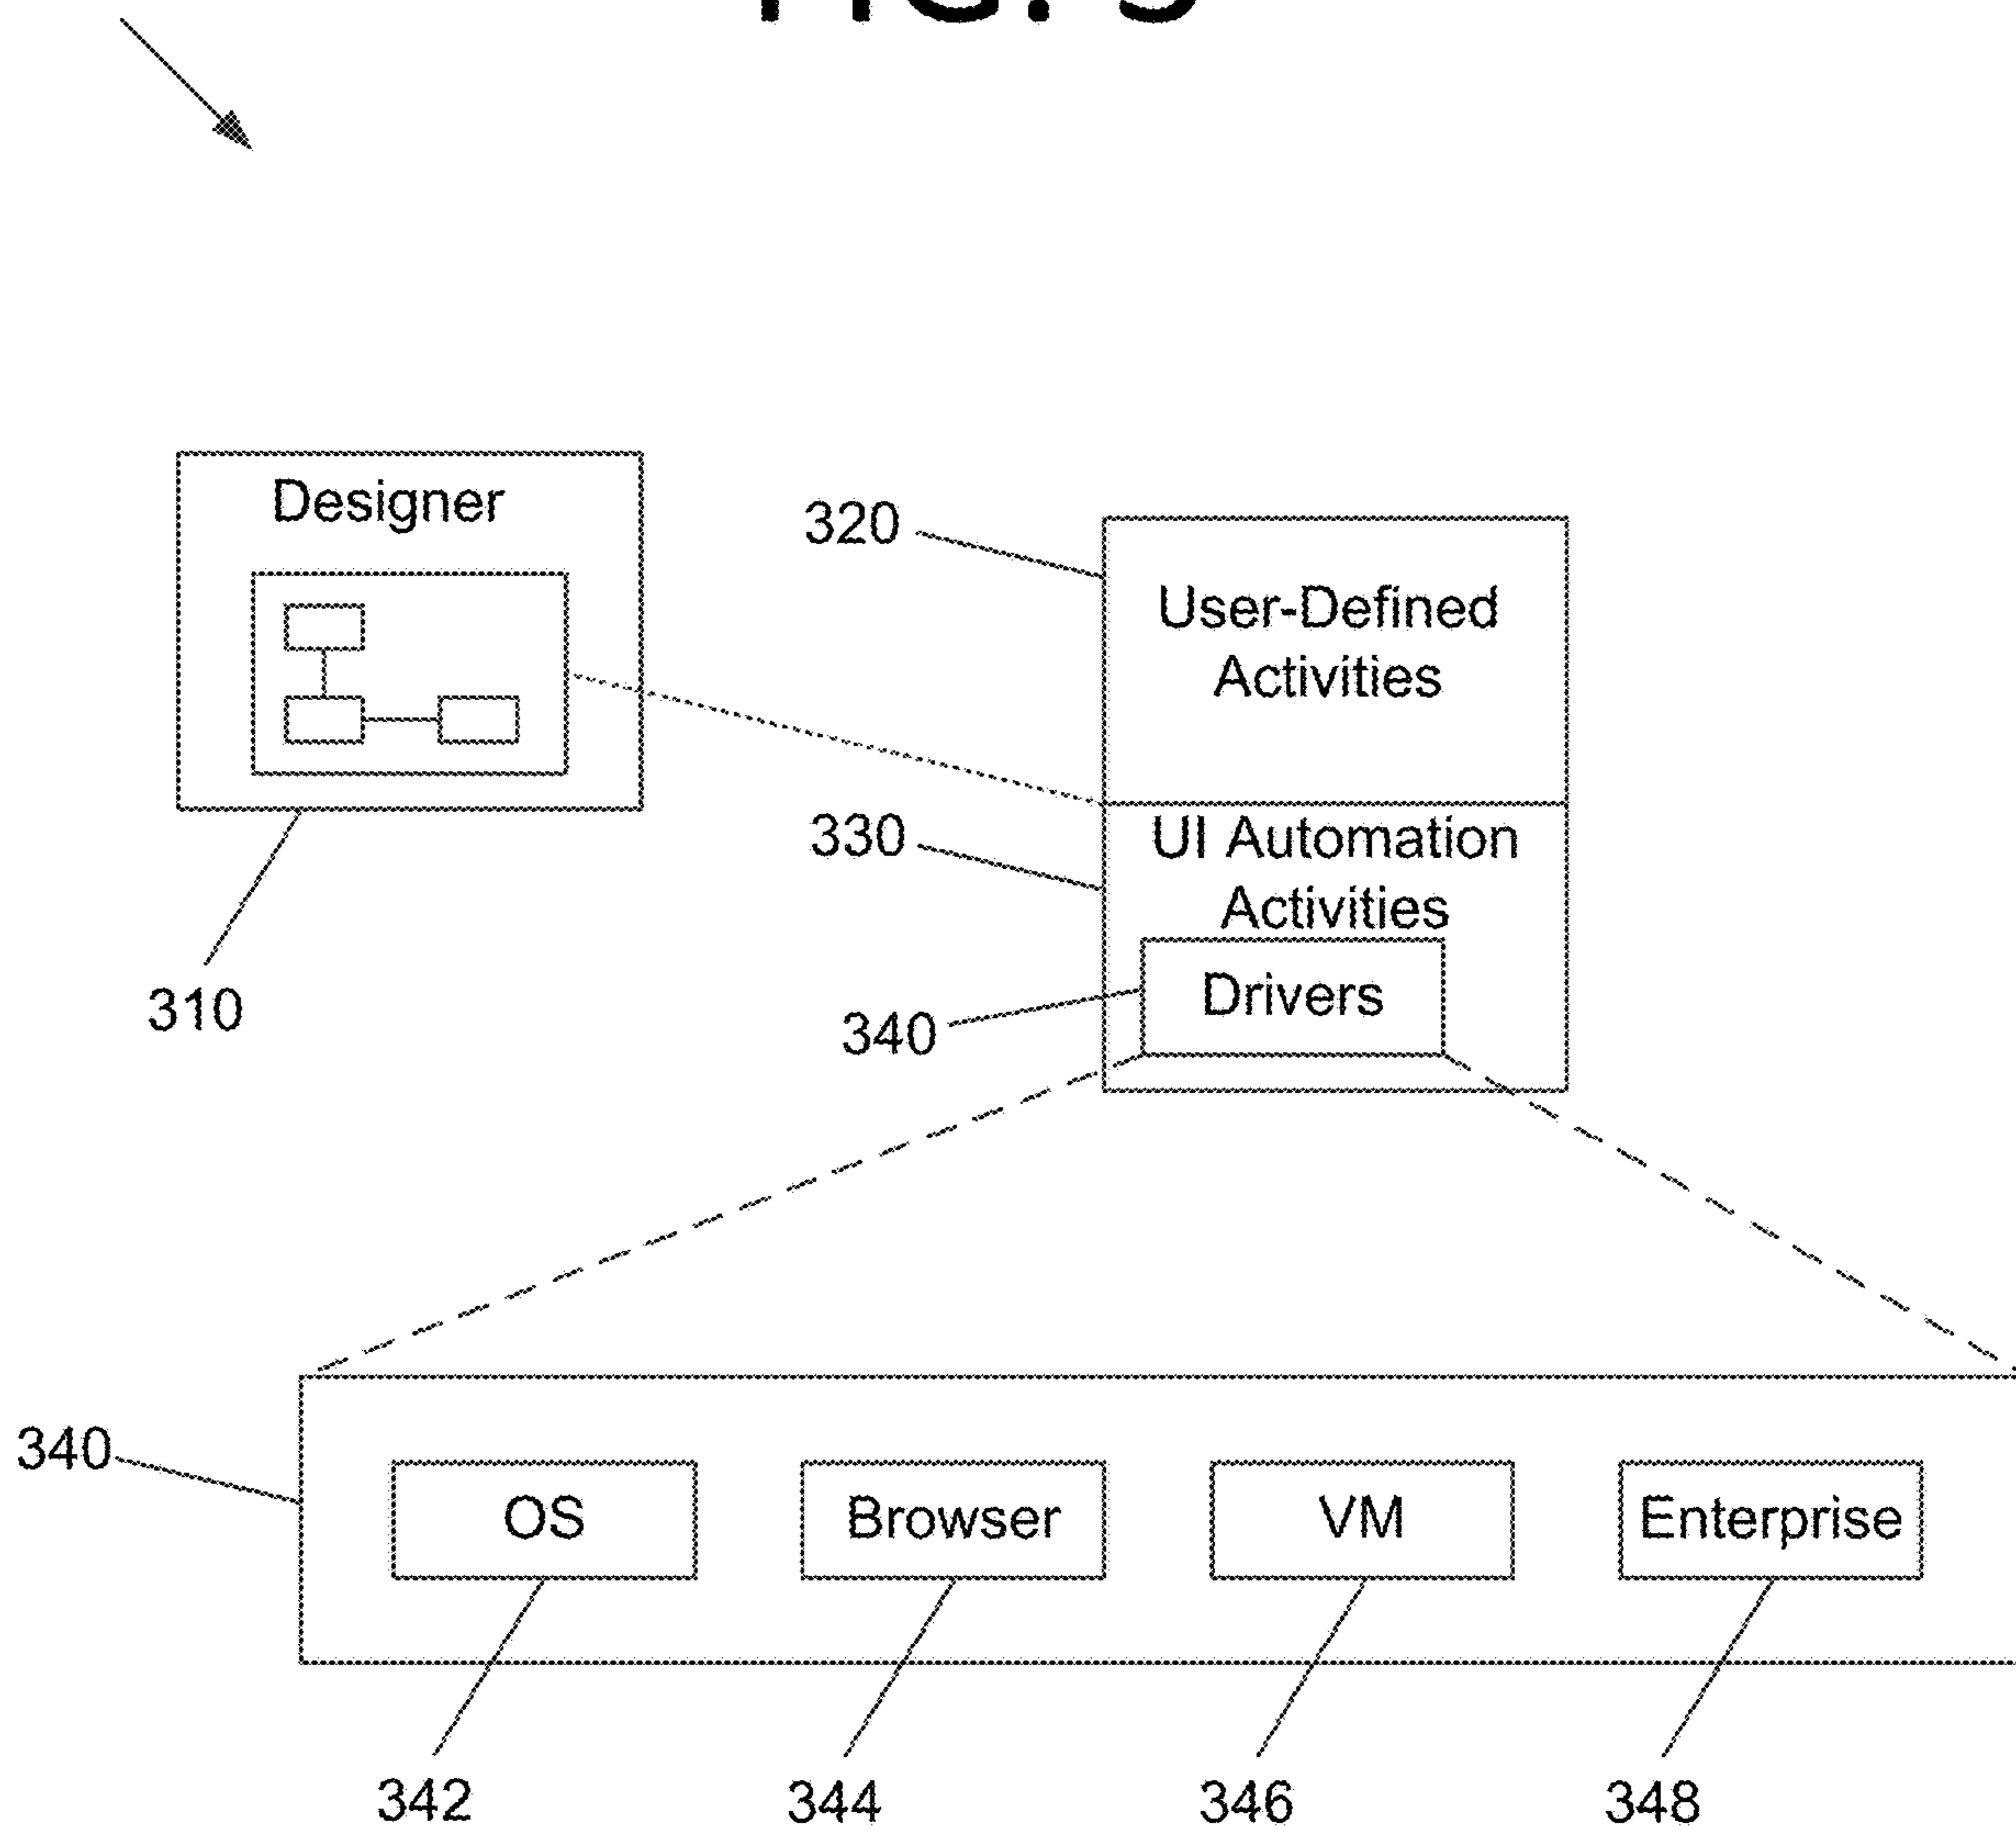 Designer
320
User-Defined
Activities
330
UI Automation
Activities
Drivers
310
340
340
OS
Browser
VM
Enterprise
342
344
346
348